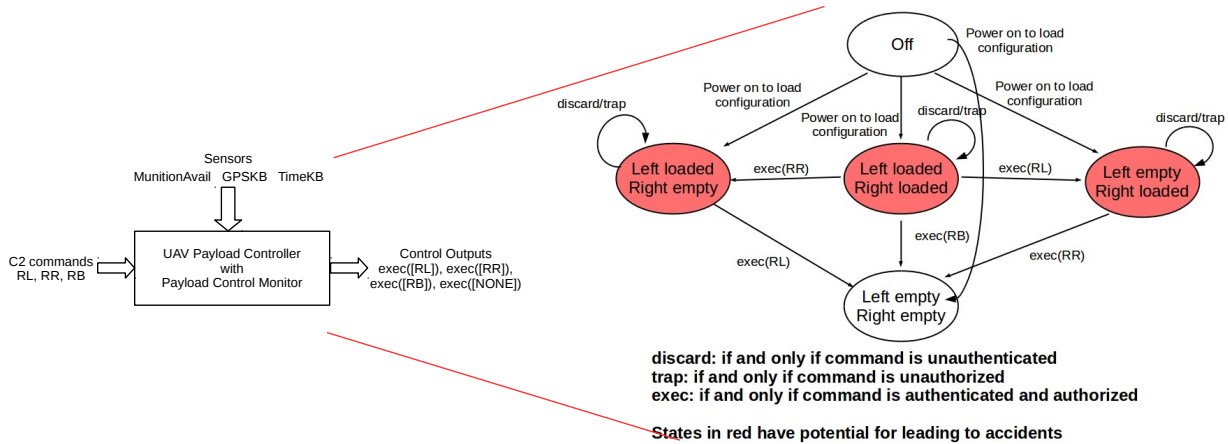 Sensors
MunitionAvail GPSKB TimeKB
C2 commands
RL, RR, RB
UAV Payload Controller
with
Payload Control Monitor
Control Outputs
exec([RL]), exec([RR]),
exec([RB]), exec([NONE])
Off
Power on to load
configuration
Power on to load
configuration
Power on to load
configuration
Power on to load
configuration
discard/trap
discard/trap
discard/trap
Left loaded
Right empty
exec(RR)
Left loaded
Right loaded
exec(RL)
Left empty
Right loaded
exec(RL)
exec(RB)
exec(RR)
Left empty
Right empty
discard: if and only if command is unauthenticated
trap: if and only if command is unauthorized
exec: if and only if command is authenticated and authorized
States in red have potential for leading to accidents